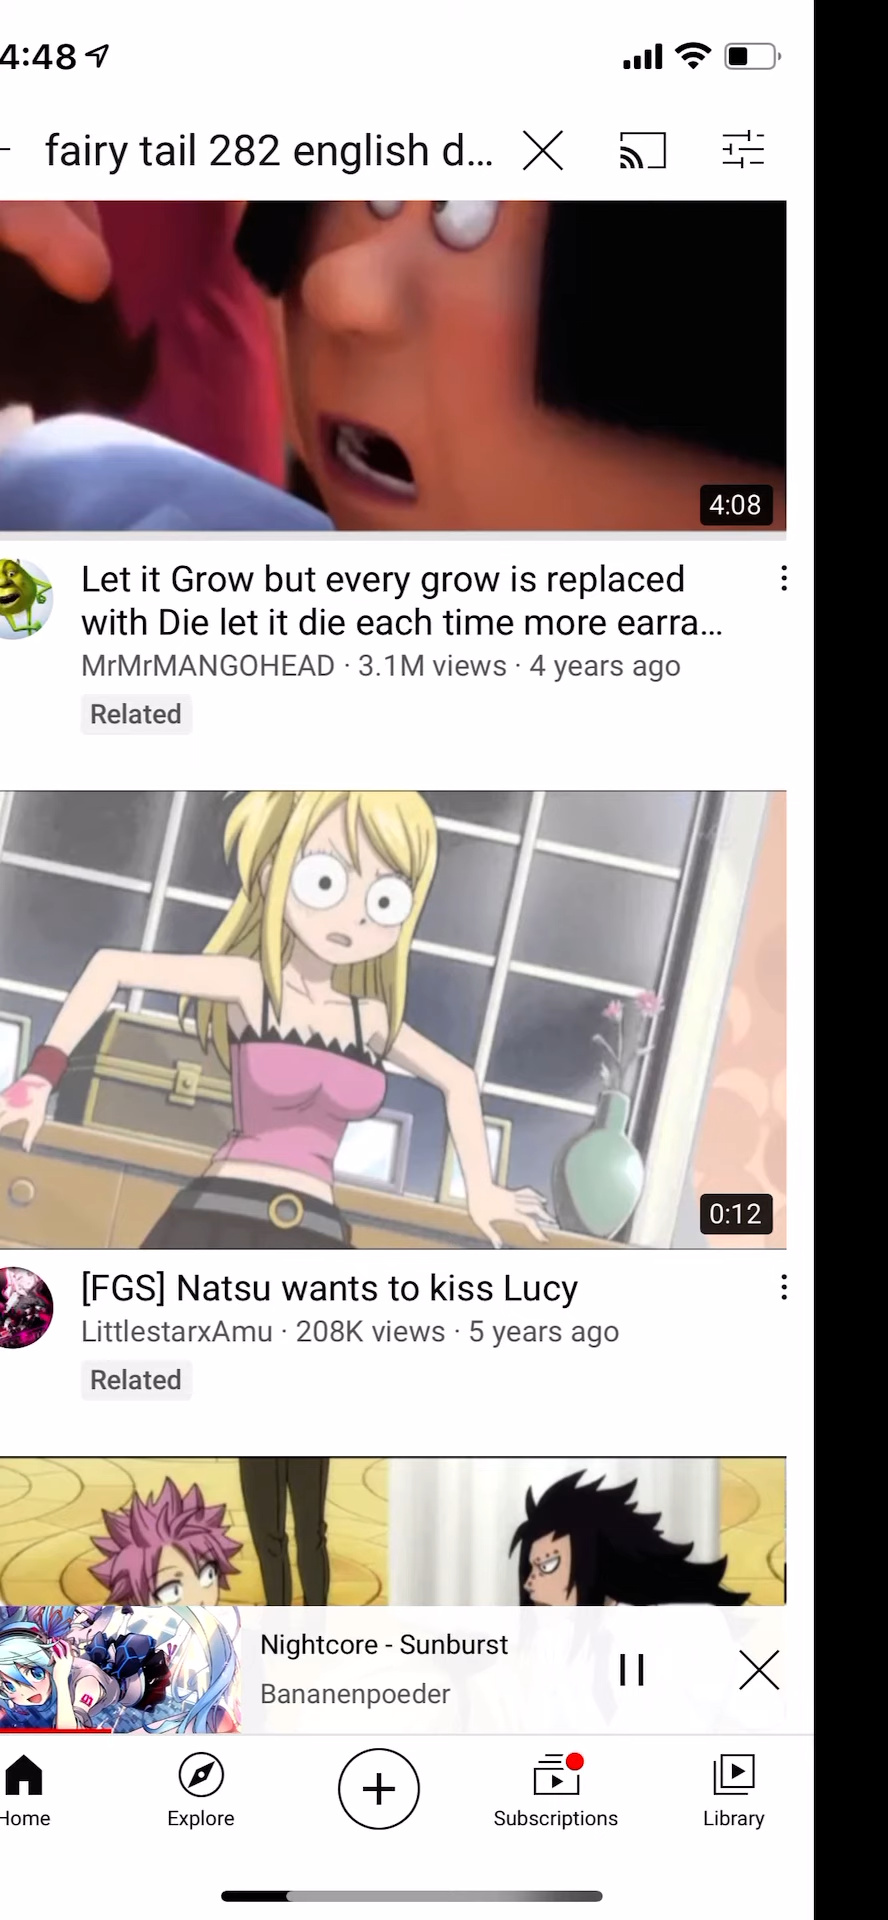 4:48
fairy tail 282 english d...
4:08
Let it Grow but every grow is replaced
with Die let it die each time more earra...
MrMrMANGOHEAD · 3.1M views · 4 years ago
Related
0:12
[FGS] Natsu wants to kiss Lucy
LittlestarxAmu · 208K views · 5 years ago
Related
Nightcore - Sunburst
Bananenpoeder
Home
Explore
Subscriptions
Library